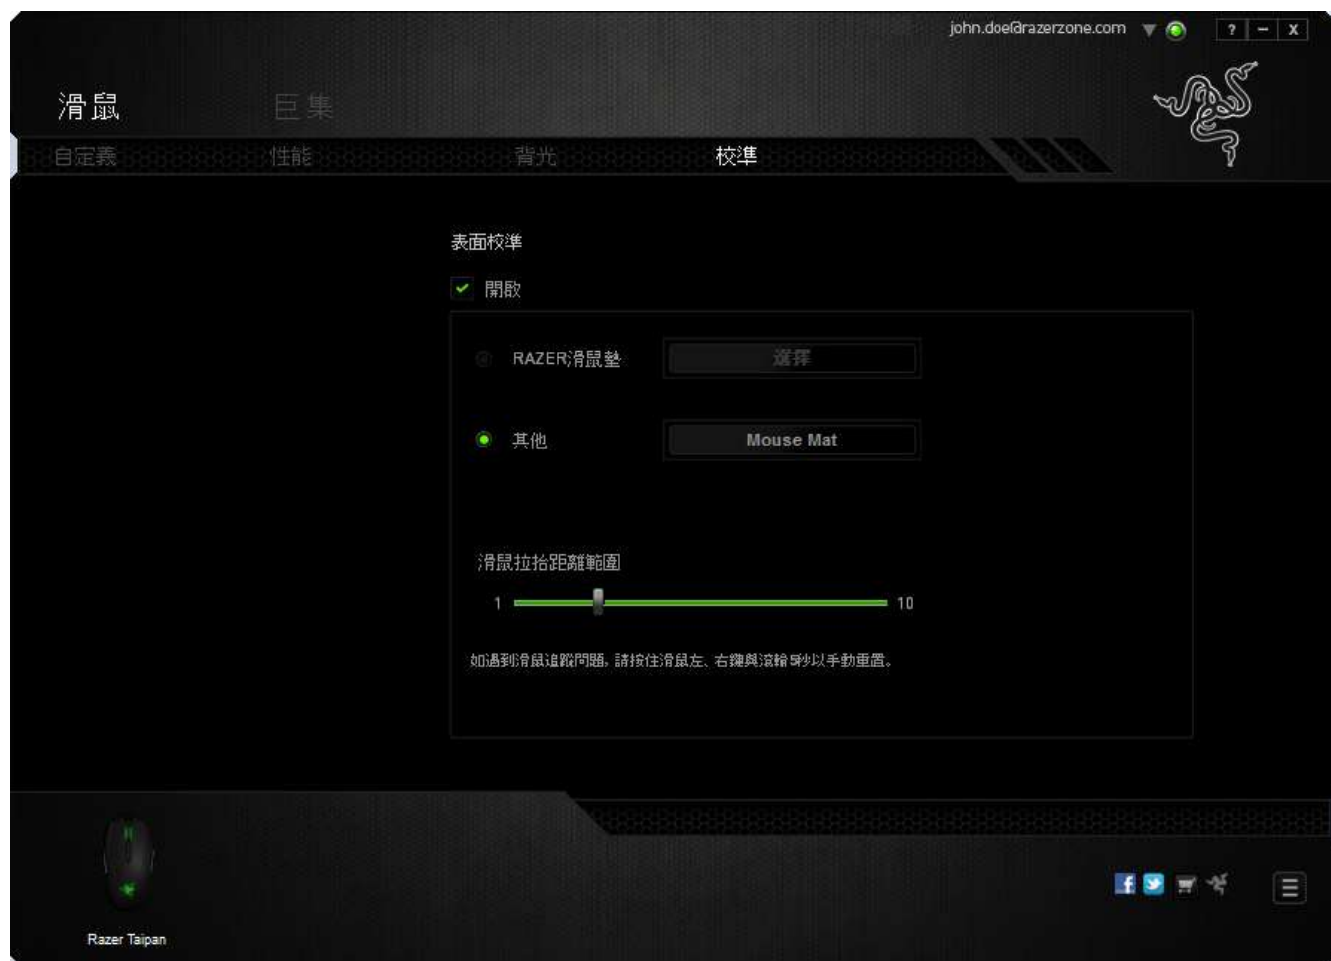 john.doe@razerzone.com
? − X
滑鼠 巨集
自定義 性能 背光 校準
表面校準
開啟
RAZER滑鼠墊 選擇
其他 Mouse Mat
滑鼠拉抬距離範圍
1 10
如遇到滑鼠追蹤問題, 請按住滑鼠左、右鍵與滾輪5秒以手動重置。
Razer Taipan